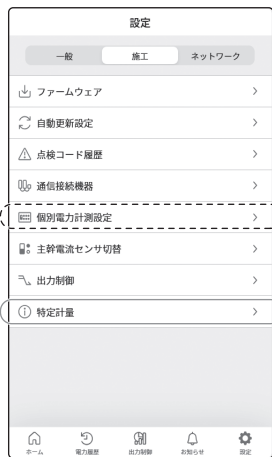 設定
一般 施工 ネットワーク
ファームウェア
自動更新設定
点検コード履歴
通信接続機器
個別電力計測設定
主幹電流センサ切替
出力制御
特定計量
ホーム 電力履歴 出力制御 お知らせ 設定